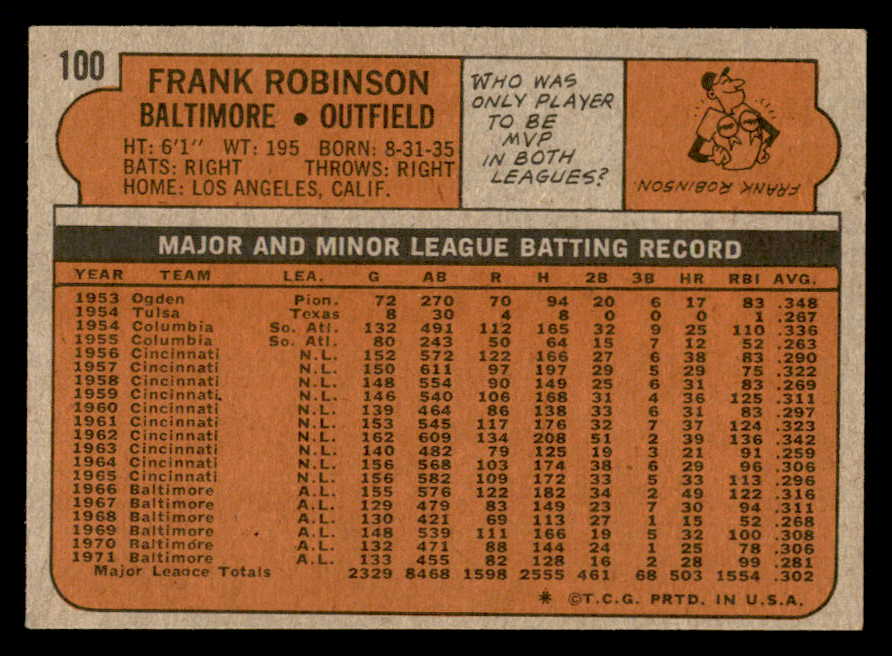 100
FRANK ROBINSON
BALTIMORE • OUTFIELD
HT: 6'1" WT: 195 BORN: 8-31-35
BATS: RIGHT THROWS: RIGHT
HOME: LOS ANGELES, CALIF.
WHO WAS
ONLY PLAYER
TO BE
MVP
IN BOTH
LEAGUES?
FRANK ROBINSON
MAJOR AND MINOR LEAGUE BATTING RECORD
YEAR TEAM LEA. G AB R H 2B 3B HR RBI AVG.
1953 Ogden Pion. 72 270 70 94 20 6 17 83 .348
1954 Tulsa Texas 8 30 4 8 0 0 0 1 .267
1954 Columbia So. Atl. 132 491 112 165 32 9 25 110 .336
1955 Columbia So. Atl. 80 243 50 64 15 7 12 52 .263
1956 Cincinnati N.L. 152 572 122 166 27 6 38 83 .290
1957 Cincinnati N.L. 150 611 97 197 29 5 29 75 .322
1958 Cincinnati N.L. 148 554 90 149 25 6 31 83 .269
1959 Cincinnati N.L. 146 540 106 168 31 4 36 125 .311
1960 Cincinnati N.L. 139 464 86 138 33 6 31 83 .297
1961 Cincinnati N.L. 153 545 117 176 32 7 37 124 .323
1962 Cincinnati N.L. 162 609 134 208 51 2 39 136 .342
1963 Cincinnati N.L. 140 482 79 125 19 3 21 91 .259
1964 Cincinnati N.L. 156 568 103 174 38 6 29 96 .306
1965 Cincinnati N.L. 156 582 109 172 33 5 33 113 .296
1966 Baltimore A.L. 155 576 122 182 34 2 49 122 .316
1967 Baltimore A.L. 129 479 83 149 23 7 30 94 .311
1968 Baltimore A.L. 130 421 69 113 27 1 15 52 .268
1969 Baltimore A.L. 148 539 111 166 19 5 32 100 .308
1970 Baltimore A.L. 132 471 88 144 24 1 25 78 .306
1971 Baltimore A.L. 133 455 82 128 16 2 28 99 .281
Major League Totals 2329 8468 1598 2555 461 68 503 1554 .302
* ©T.C.G. PRTD. IN U.S.A.